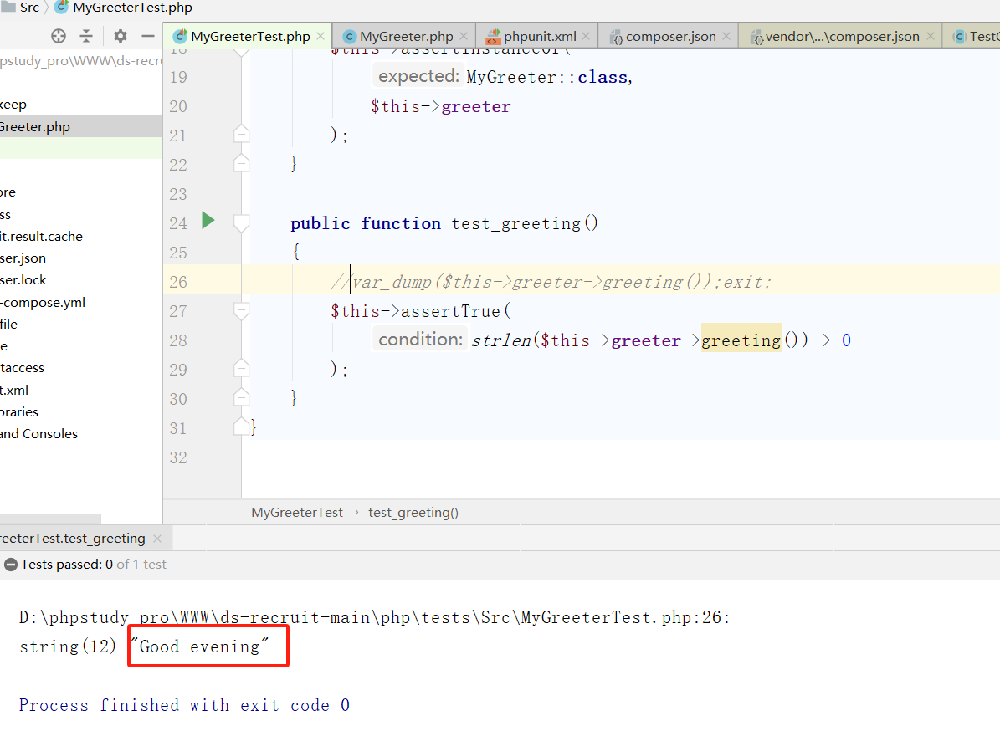 Src MyGreeterTest.php
MyGreeterTest.php MyGreeter.php phpunit.xml composer.json vendor\...\composer.json
pstudy_pro\WWW\ds-recru
18 $this->assertInstanceOf(
19 expected: MyGreeter::class,
20 $this->greeter
21 );
22 }
23
24 public function test_greeting()
25 {
26 //var_dump($this->greeter->greeting());exit;
27 $this->assertTrue(
28 condition: strlen($this->greeter->greeting()) > 0
29 );
30 }
31 }
32
keep
Greeter.php
ore
ss
it.result.cache
ser.json
ser.lock
-compose.yml
file
e
taccess
t.xml
braries
and Consoles
MyGreeterTest › test_greeting()
reeterTest.test_greeting
Tests passed: 0 of 1 test
D:\phpstudy_pro\WWW\ds-recruit-main\php\tests\Src\MyGreeterTest.php:26:
string(12) "Good evening"
Process finished with exit code 0